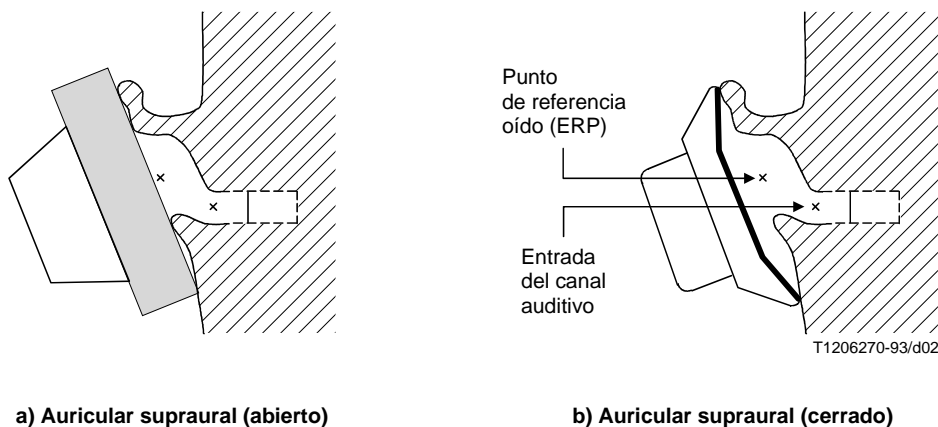 Punto
de referencia
oído (ERP)
Entrada
del canal
auditivo
T1206270-93/d02
a) Auricular supraural (abierto)
b) Auricular supraural (cerrado)